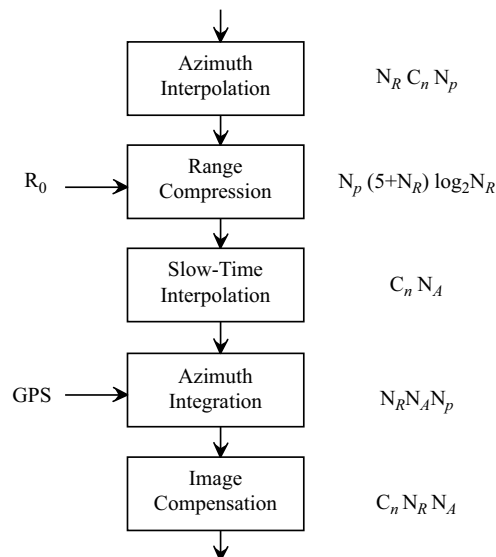 Azimuth
Interpolation
N_R C_n N_p
R_0
Range
Compression
N_p (5+N_R) log_2N_R
Slow-Time
Interpolation
C_n N_A
GPS
Azimuth
Integration
N_RN_AN_p
Image
Compensation
C_n N_R N_A